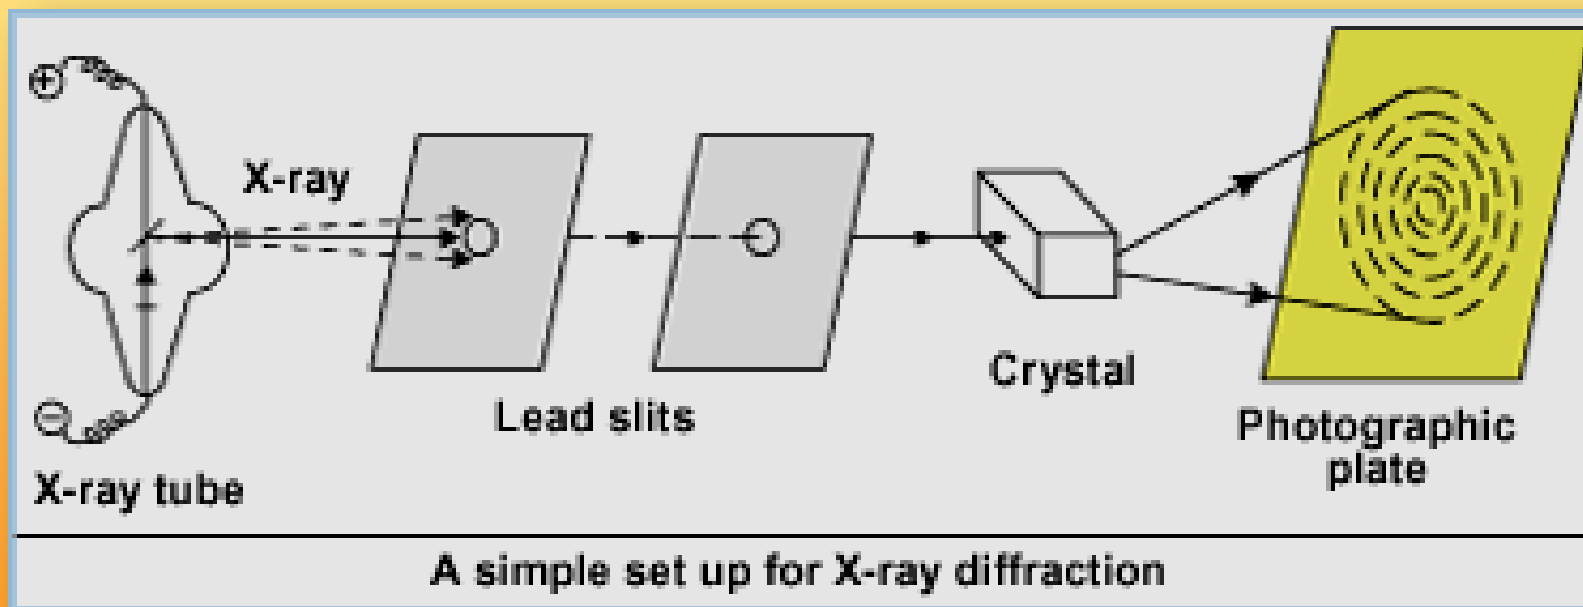 +
X-ray
Lead slits
Crystal
Photographic
plate
−
X-ray tube
A simple set up for X-ray diffraction